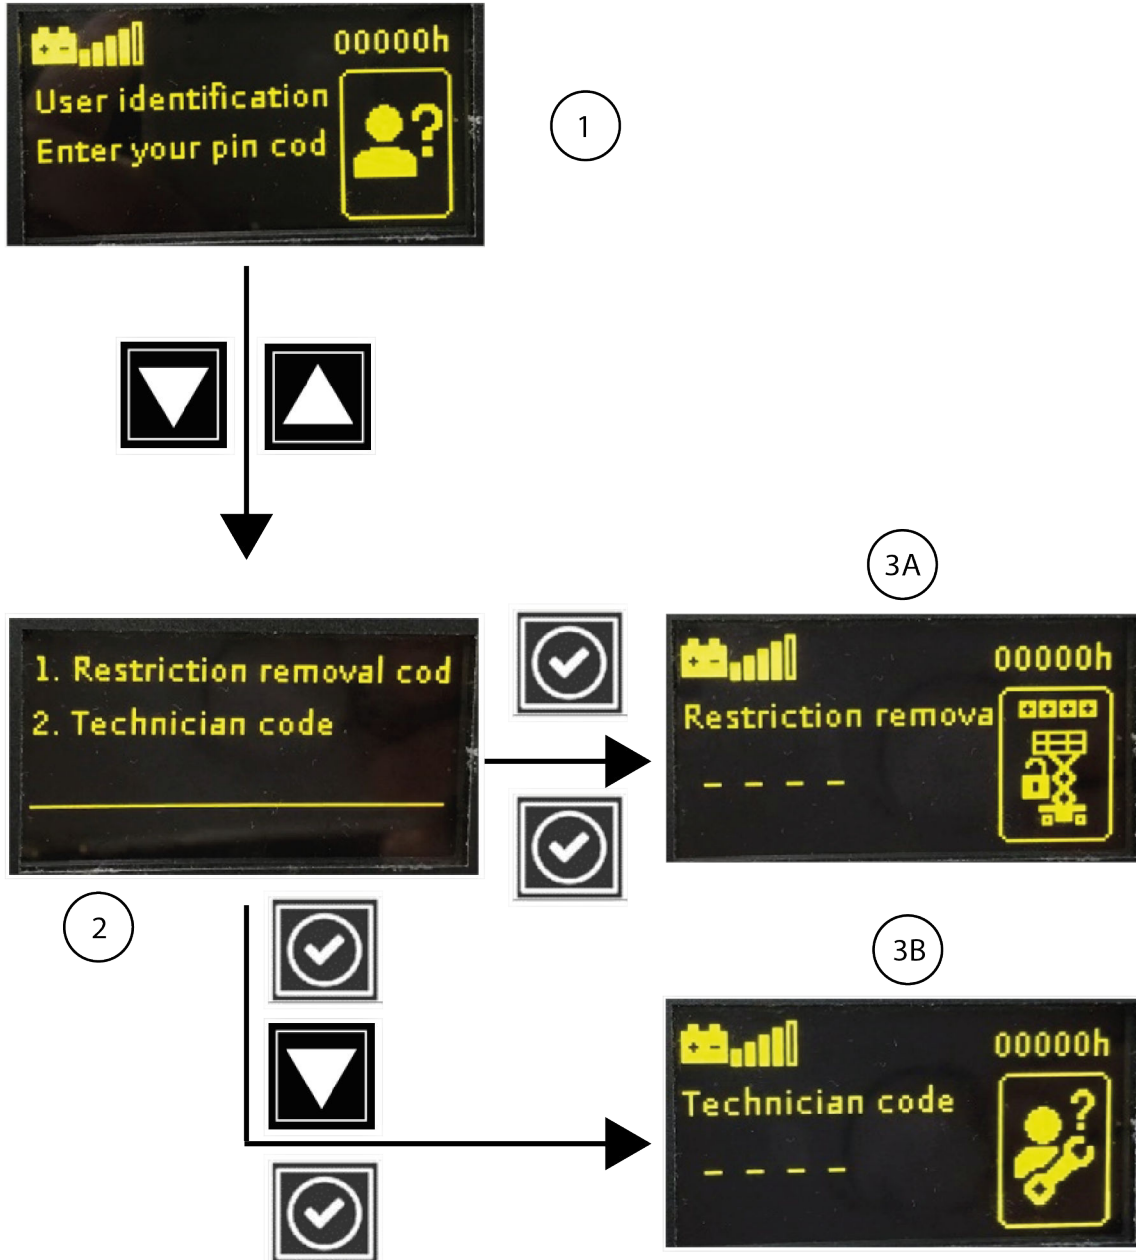 00000h
User identification
Enter your pin cod
1
3A
1. Restriction removal cod
2. Technician code
00000h
Restriction remova
_ _ _ _
2
3B
00000h
Technician code
_ _ _ _